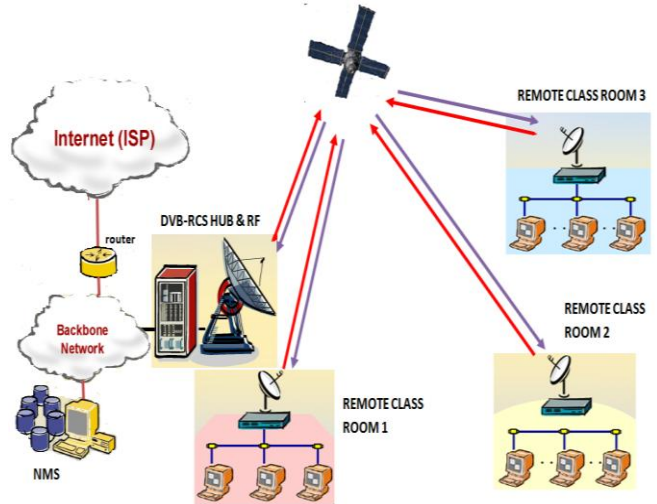 REMOTE CLASS ROOM 3
Internet (ISP)
DVB-RCS HUB & RF
router
REMOTE CLASS
ROOM 2
Backbone
Network
REMOTE CLASS
ROOM 1
NMS